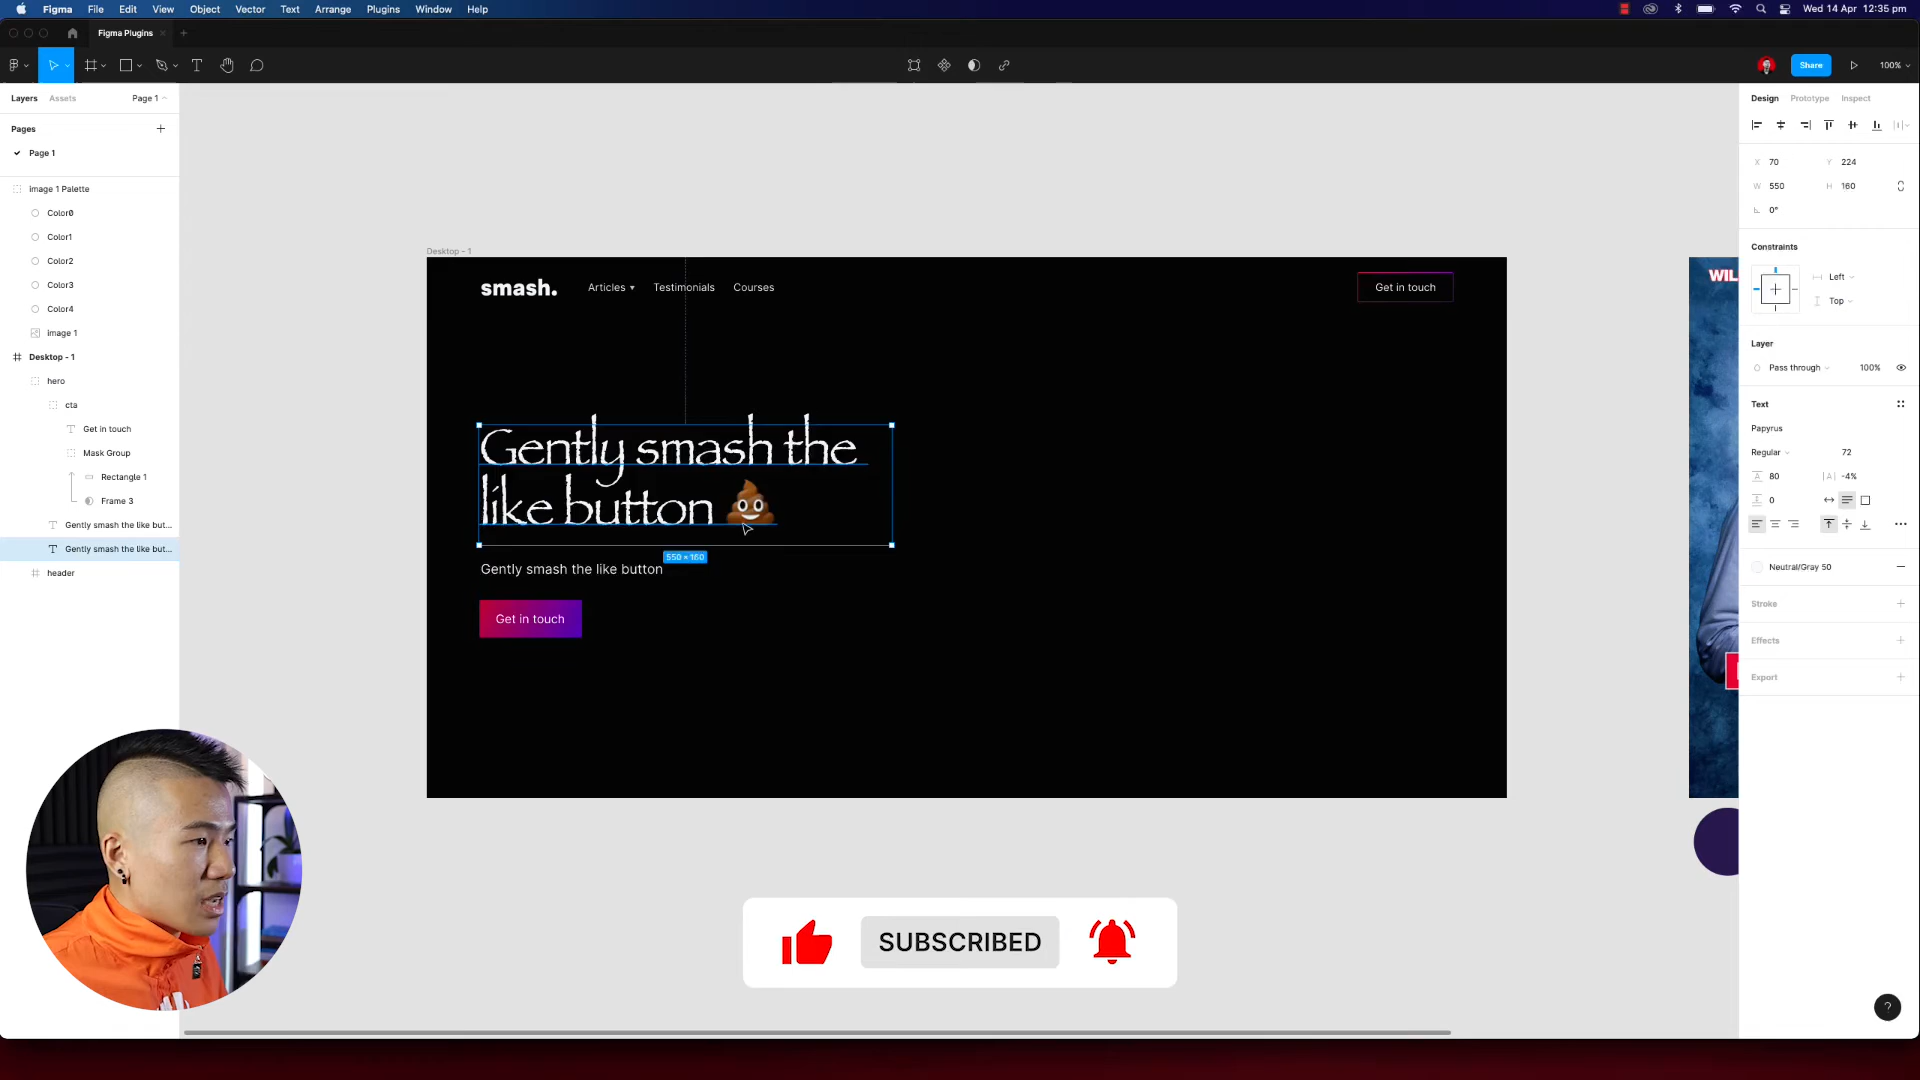 Figma File Edit View Object Vector Text Arrange Plugins Window Help
Wed 14 Apr 12:35 pm
Figma Plugins
Share
100%
Layers Assets Page 1
Pages
Page 1
image 1 Palette
Color0
Color1
Color2
Color3
Color4
image 1
Desktop - 1
hero
cta
Get in touch
Mask Group
Rectangle 1
Frame 3
Gently smash the like but...
Gently smash the like but...
header
Desktop - 1
smash. Articles Testimonials Courses
Get in touch
Gently smash the
like button 💩
550 × 160
Gently smash the like button
Get in touch
WIL
SUBSCRIBED
Design Prototype Inspect
X 70 Y 224
W 550 H 160
0°
Constraints
Left
Top
Layer
Pass through 100%
Text
Papyrus
Regular 72
80 -4%
0
Neutral/Gray 50
Stroke
Effects
Export
?